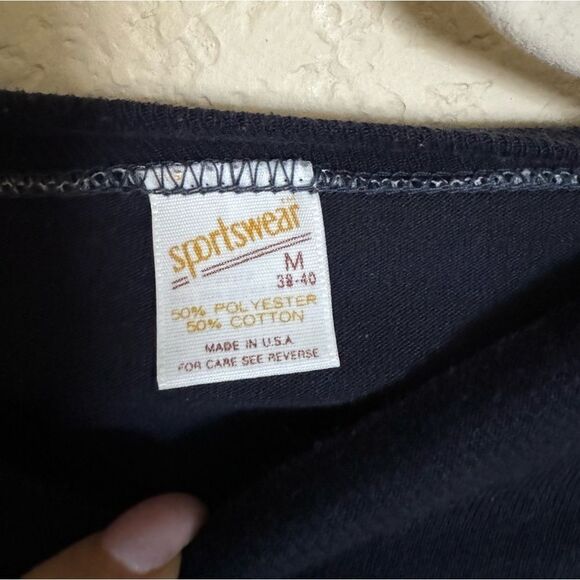 sportswear
M
38-40
50% POLYESTER
50% COTTON
MADE IN U.S.A
FOR CARE SEE REVERSE